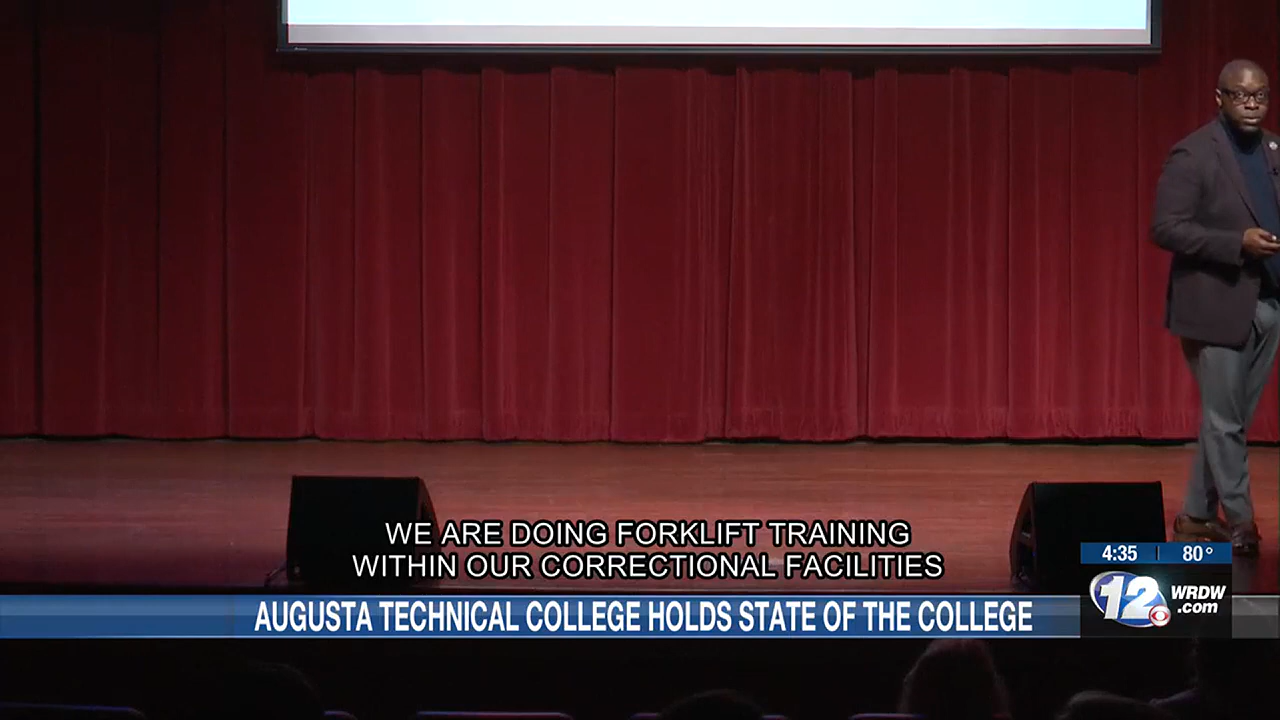 WE ARE DOING FORKLIFT TRAINING
WITHIN OUR CORRECTIONAL FACILITIES
4:35 | 80°
AUGUSTA TECHNICAL COLLEGE HOLDS STATE OF THE COLLEGE
12 WRDW
.com